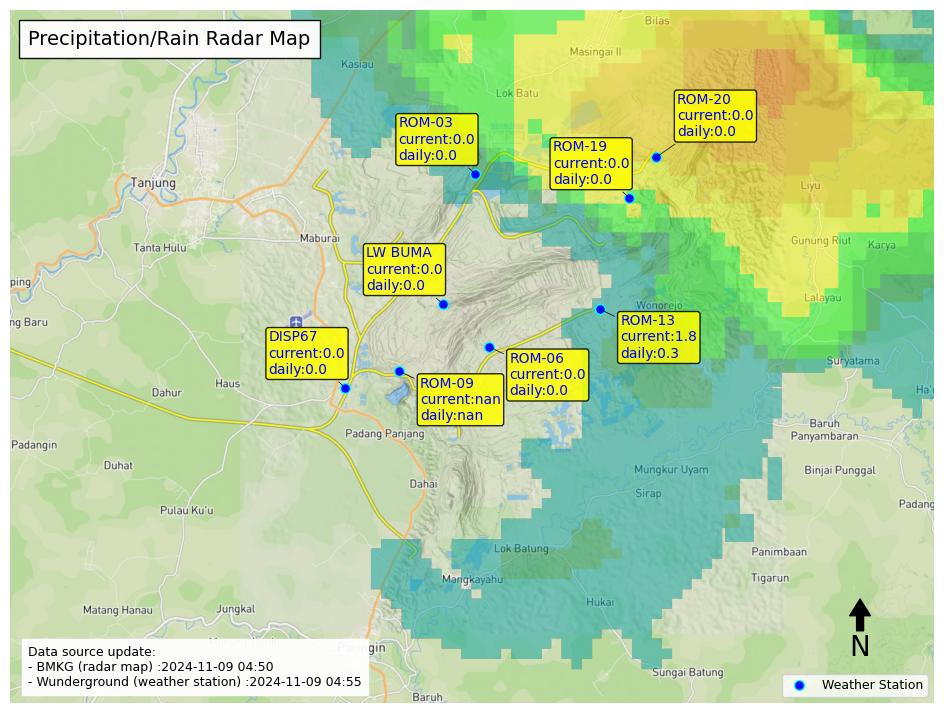 Precipitation/Rain Radar Map
Bilas
Masingai II
Kasiau
Lok Batu
ROM-20
current:0.0
daily:0.0
ROM-03
current:0.0
daily:0.0
ROM-19
current:0.0
daily:0.0
Tanjung
Liyu
Maburai
Tanta Hulu
Gunung Riut
Karya
LW BUMA
current:0.0
daily:0.0
ping
Lalayau
Wonorejo
ng Baru
ROM-13
current:1.8
daily:0.3
DISP67
current:0.0
daily:0.0
ROM-06
current:0.0
daily:0.0
Suryatama
ROM-09
current:nan
daily:nan
Haus
Dahur
Ha
Padang Panjang
Baruh
Panyambaran
Padangin
Duhat
Mungkur Uyam
Binjai Punggal
Dahai
Sirap
Padang
Pulau Ku'u
Lok Batung
Panimbaan
Mangkayahu
Tigarun
Matang Hanau
Jungkal
Hukai
N
Data source update:
- BMKG (radar map) :2024-11-09 04:50
- Wunderground (weather station) :2024-11-09 04:55
Sungai Batung
Weather Station
Baruh